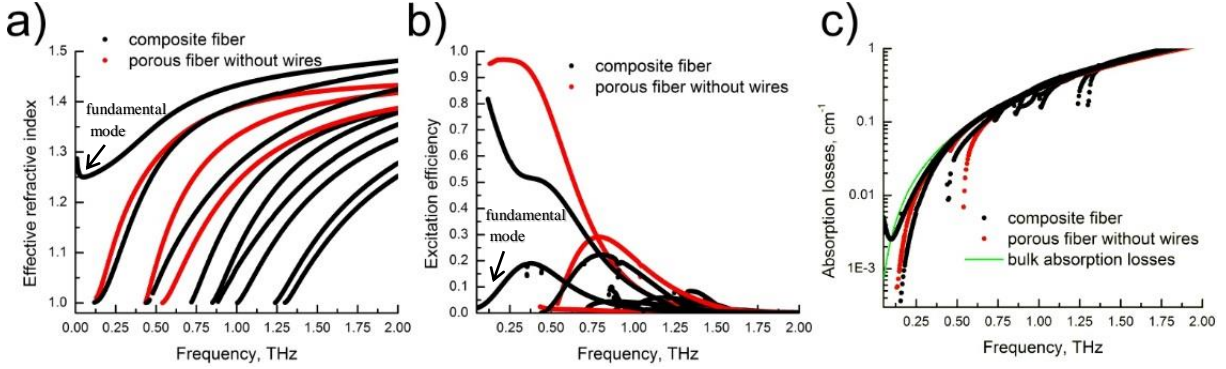 a)
composite fiber
porous fiber without wires
fundamental
mode
Effective refractive index
1.5
1.4
1.3
1.2
1.1
1.0
0.00 0.25 0.50 0.75 1.00 1.25 1.50 1.75 2.00
Frequency, THz
b)
composite fiber
porous fiber without wires
fundamental
mode
Excitation efficiency
1.0
0.9
0.8
0.7
0.6
0.5
0.4
0.3
0.2
0.1
0.0
0.25 0.50 0.75 1.00 1.25 1.50 1.75 2.00
Frequency, THz
c)
Absorption losses, cm⁻¹
1
0.1
0.01
1E-3
composite fiber
porous fiber without wires
bulk absorption losses
0.25 0.50 0.75 1.00 1.25 1.50 1.75 2.00
Frequency, THz